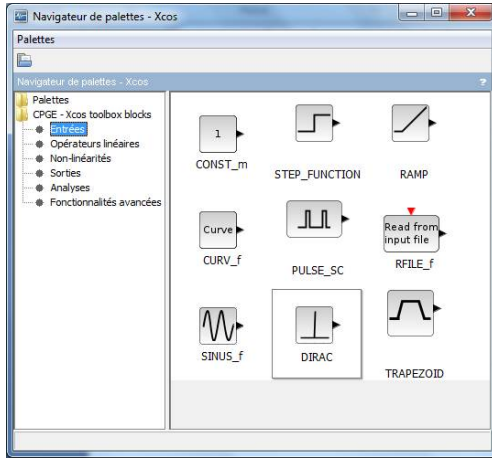 Navigateur de palettes - Xcos
Palettes
Navigateur de palettes - Xcos
?
Palettes
CPGE - Xcos toolbox blocks
Entrées
Opérateurs linéaires
Non-linéarités
Sorties
Analyses
Fonctionnalités avancées
1
CONST_m
STEP_FUNCTION
RAMP
Curve
CURV_f
PULSE_SC
Read from
input file
RFILE_f
SINUS_f
DIRAC
TRAPEZOID